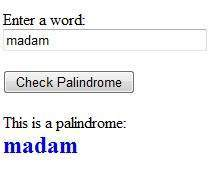 Enter a word:
madam
Check Palindrome
This is a palindrome:
madam